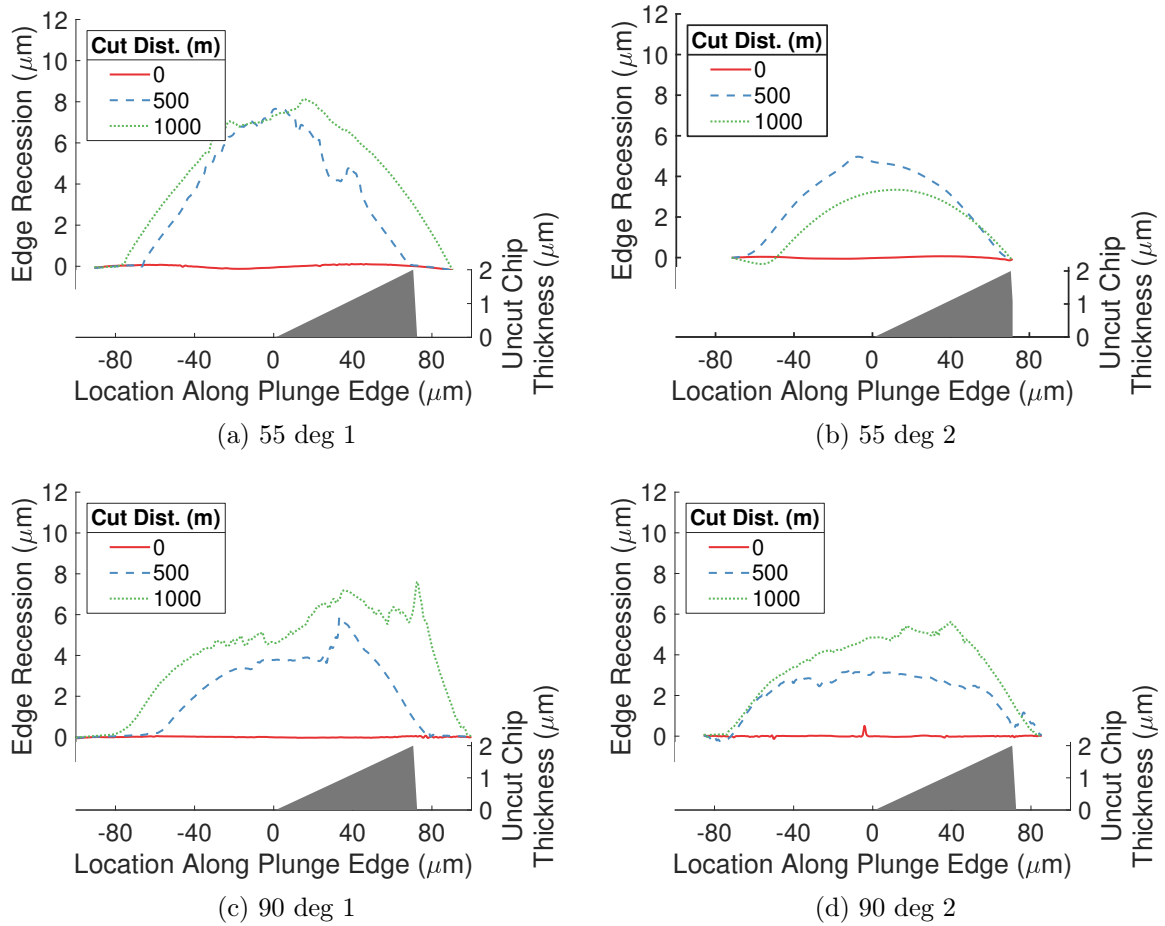 12
10
8
6
4
2
0
Edge Recession (μm)
Cut Dist. (m)
0
500
1000
2
1
0
Uncut Chip
Thickness (μm)
-80 -40 0 40 80
Location Along Plunge Edge (μm)
(a) 55 deg 1
12
10
8
6
4
2
0
Edge Recession (μm)
Cut Dist. (m)
0
500
1000
2
1
0
Uncut Chip
Thickness (μm)
-80 -40 0 40 80
Location Along Plunge Edge (μm)
(b) 55 deg 2
12
10
8
6
4
2
0
Edge Recession (μm)
Cut Dist. (m)
0
500
1000
2
1
0
Uncut Chip
Thickness (μm)
-80 -40 0 40 80
Location Along Plunge Edge (μm)
(c) 90 deg 1
12
10
8
6
4
2
0
Edge Recession (μm)
Cut Dist. (m)
0
500
1000
2
1
0
Uncut Chip
Thickness (μm)
-80 -40 0 40 80
Location Along Plunge Edge (μm)
(d) 90 deg 2